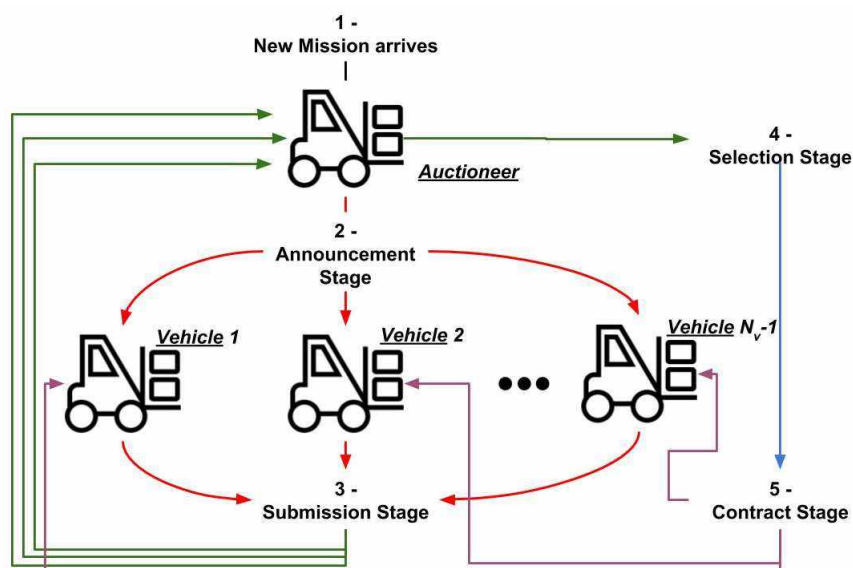 1 -
New Mission arrives
Auctioneer
4 -
Selection Stage
2 -
Announcement
Stage
Vehicle 1
Vehicle 2
Vehicle Nᵥ-1
3 -
Submission Stage
5 -
Contract Stage